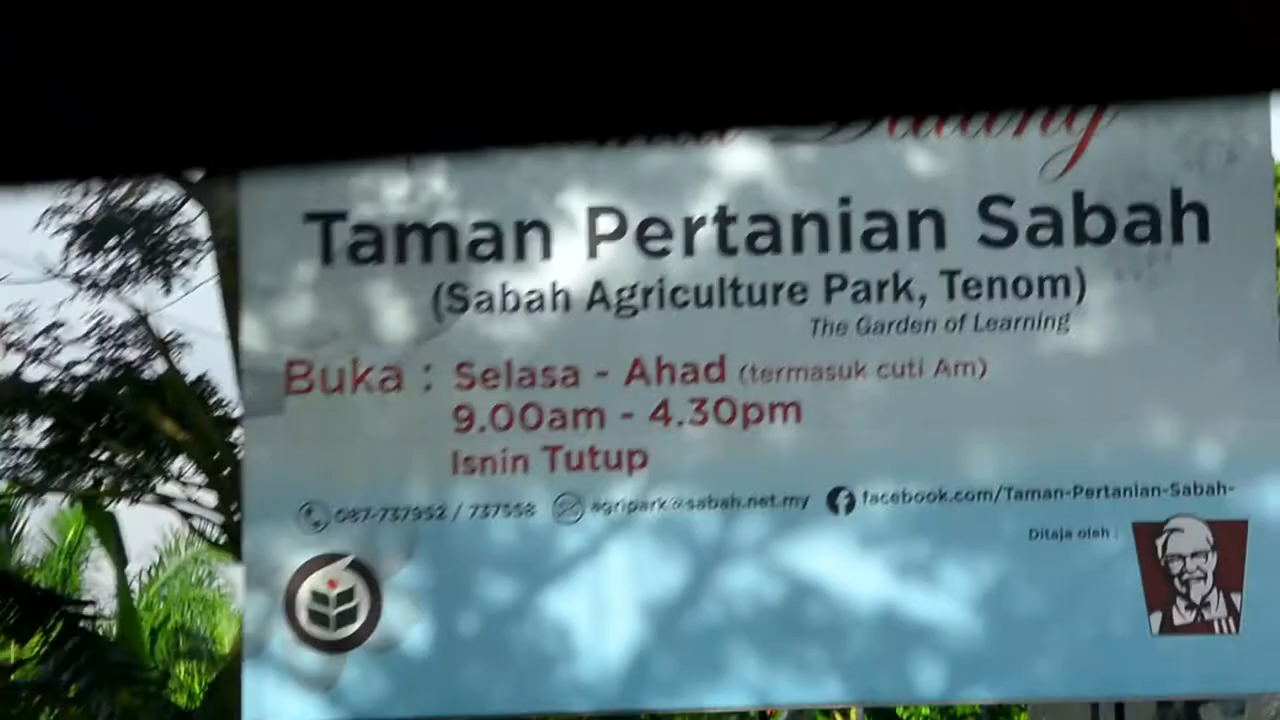 Datang
Taman Pertanian Sabah
(Sabah Agriculture Park, Tenom)
The Garden of Learning
Buka : Selasa - Ahad (termasuk cuti Am)
9.00am - 4.30pm
Isnin Tutup
087-737952 / 737558 agripark@sabah.net.my facebook.com/Taman-Pertanian-Sabah-
Ditaja oleh :